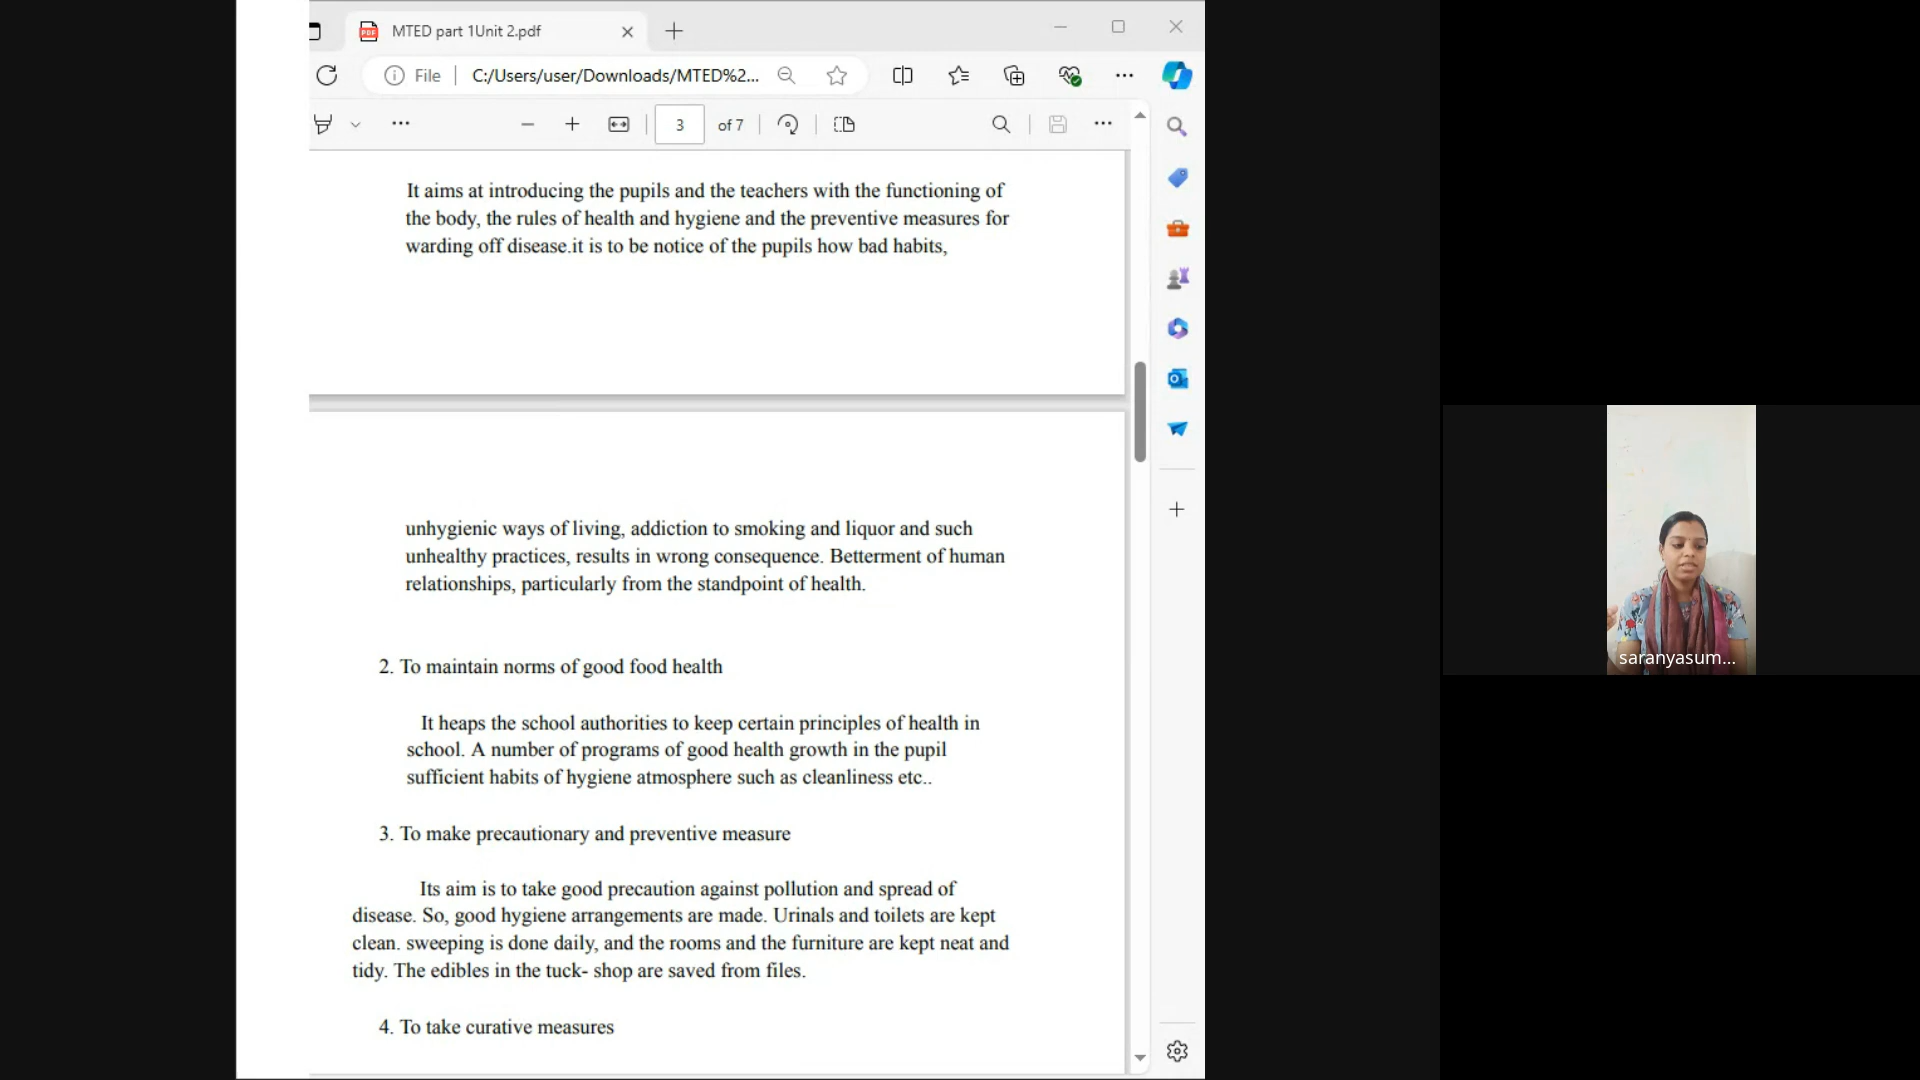 MTED part 1Unit 2.pdf
File
C:/Users/user/Downloads/MTED%2...
3 of 7
It aims at introducing the pupils and the teachers with the functioning of
the body, the rules of health and hygiene and the preventive measures for
warding off disease.it is to be notice of the pupils how bad habits,
unhygienic ways of living, addiction to smoking and liquor and such
unhealthy practices, results in wrong consequence. Betterment of human
relationships, particularly from the standpoint of health.
2. To maintain norms of good food health
It heaps the school authorities to keep certain principles of health in
school. A number of programs of good health growth in the pupil
sufficient habits of hygiene atmosphere such as cleanliness etc..
3. To make precautionary and preventive measure
Its aim is to take good precaution against pollution and spread of
disease. So, good hygiene arrangements are made. Urinals and toilets are kept
clean. sweeping is done daily, and the rooms and the furniture are kept neat and
tidy. The edibles in the tuck- shop are saved from files.
4. To take curative measures
saranyasum...